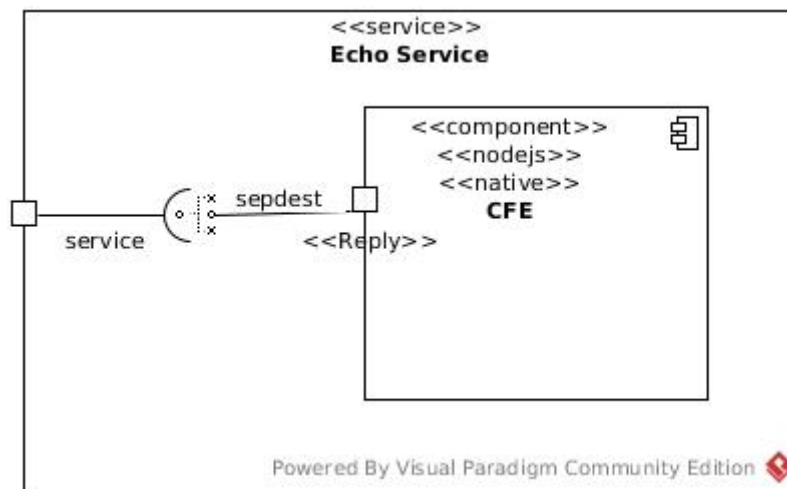 <<service>>
Echo Service
<<component>>
<<nodejs>>
<<native>>
CFE
sepdest
service
<<Reply>>
Powered By Visual Paradigm Community Edition